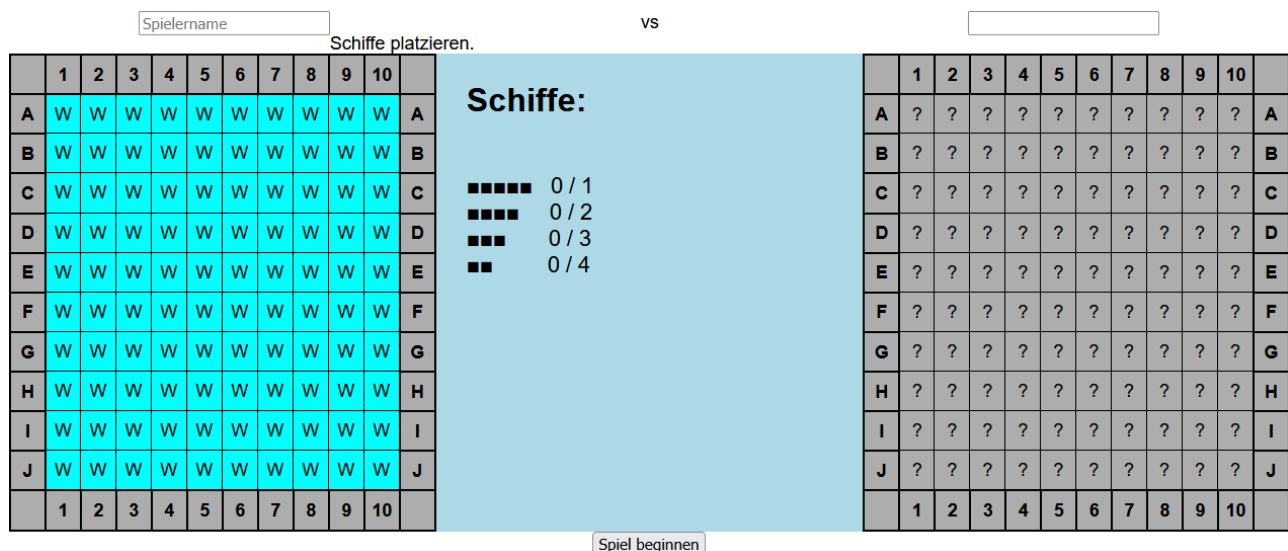 Spielername vs
Schiffe platzieren.
1 2 3 4 5 6 7 8 9 10
A W W W W W W W W W W A
B W W W W W W W W W W B
C W W W W W W W W W W C
D W W W W W W W W W W D
E W W W W W W W W W W E
F W W W W W W W W W W F
G W W W W W W W W W W G
H W W W W W W W W W W H
I W W W W W W W W W W I
J W W W W W W W W W W J
1 2 3 4 5 6 7 8 9 10
Schiffe:
■■■■■ 0 / 1
■■■■ 0 / 2
■■■ 0 / 3
■■ 0 / 4
1 2 3 4 5 6 7 8 9 10
A ? ? ? ? ? ? ? ? ? ? A
B ? ? ? ? ? ? ? ? ? ? B
C ? ? ? ? ? ? ? ? ? ? C
D ? ? ? ? ? ? ? ? ? ? D
E ? ? ? ? ? ? ? ? ? ? E
F ? ? ? ? ? ? ? ? ? ? F
G ? ? ? ? ? ? ? ? ? ? G
H ? ? ? ? ? ? ? ? ? ? H
I ? ? ? ? ? ? ? ? ? ? I
J ? ? ? ? ? ? ? ? ? ? J
1 2 3 4 5 6 7 8 9 10
Spiel beginnen